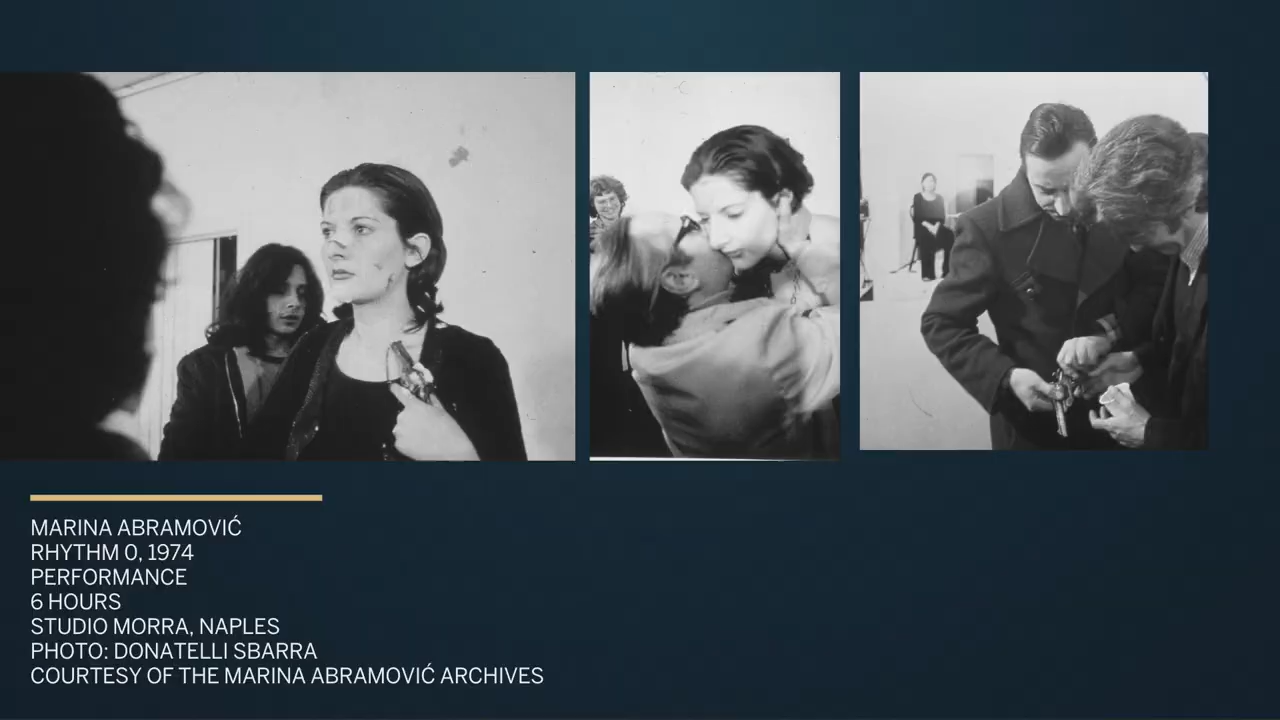 MARINA ABRAMOVIĆ
RHYTHM 0, 1974
PERFORMANCE
6 HOURS
STUDIO MORRA, NAPLES
PHOTO: DONATELLI SBARRA
COURTESY OF THE MARINA ABRAMOVIĆ ARCHIVES